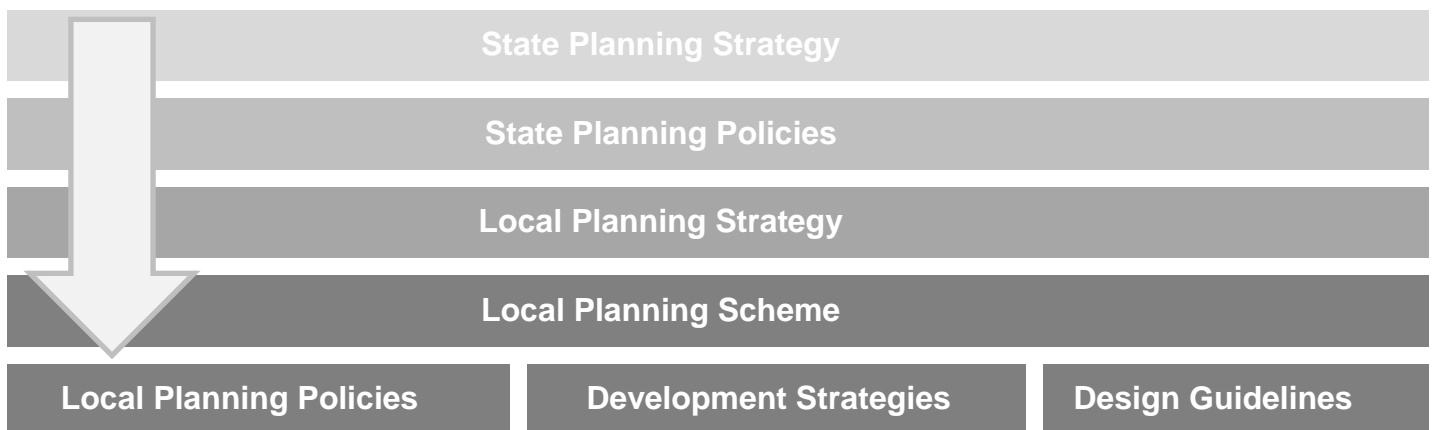 State Planning Strategy
State Planning Policies
Local Planning Strategy
Local Planning Scheme
Local Planning Policies
Development Strategies
Design Guidelines